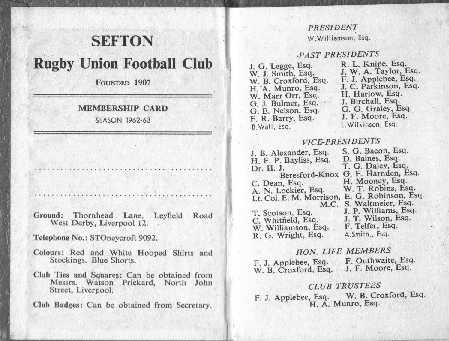 SEFTON
Rugby Union Football Club
FOUNDED 1907
MEMBERSHIP CARD
SEASON 1962-63
Ground: Thornhead Lane, Leyfield Road
West Derby, Liverpool 12.
Telephone No.: STOneycroft 9092.
Colours: Red and White Hooped Shirts and
Stockings. Blue Shorts.
Club Ties and Squares: Can be obtained from
Messrs. Watson Prickard, North John
Street, Liverpool.
Club Badges: Can be obtained from Secretary.
PRESIDENT
W.Williamson, Esq.
PAST PRESIDENTS
J. G. Legge, Esq. R. L. Knipe, Esq.
W. J. Smith, Esq. J. W. A. Taylor, Esq.
W. B. Croxford, Esq. F. J. Applebee, Esq.
H. A. Munro, Esq. J. C. Parkinson, Esq.
W. Marr Orr, Esq. H. Harlow, Esq.
G. J. Bulmer, Esq. J. Birchall, Esq.
G. E. Nelson, Esq. G. G. Graley, Esq.
F. R. Barry, Esq. J. F. Moore, Esq.
B.Wall, Esq. Wilkinson, Esq.
VICE-PRESIDENTS
J. B. Alexander, Esq. S. G. Bacon, Esq.
H. F. P. Bayliss, Esq. D. Baines, Esq.
Dr. H. J. T. G. Daley, Esq.
Beresford-Knox G. F. Harnden, Esq.
C. Dean, Esq. H. Mooney, Esq.
A. N. Lockier, Esq. W. T. Robins, Esq.
Lt. Col. E. M. Morrison, E. G. Robinson, Esq.
M.C. S. Waltmeier, Esq.
T. Scotson, Esq. J. P. Williams, Esq.
C. Whitfield, Esq. J. T. Wilson, Esq.
W. Williamson, Esq. F. Telfer, Esq.
R. G. Wright, Esq. A.Smith, Esq.
HON. LIFE MEMBERS
F. J. Applebee, Esq. F. Outhwaite, Esq.
W. B. Croxford, Esq. J. F. Moore, Esq.
CLUB TRUSTEES
F. J. Applebee, Esq. W. B. Croxford, Esq.
H. A. Munro, Esq.